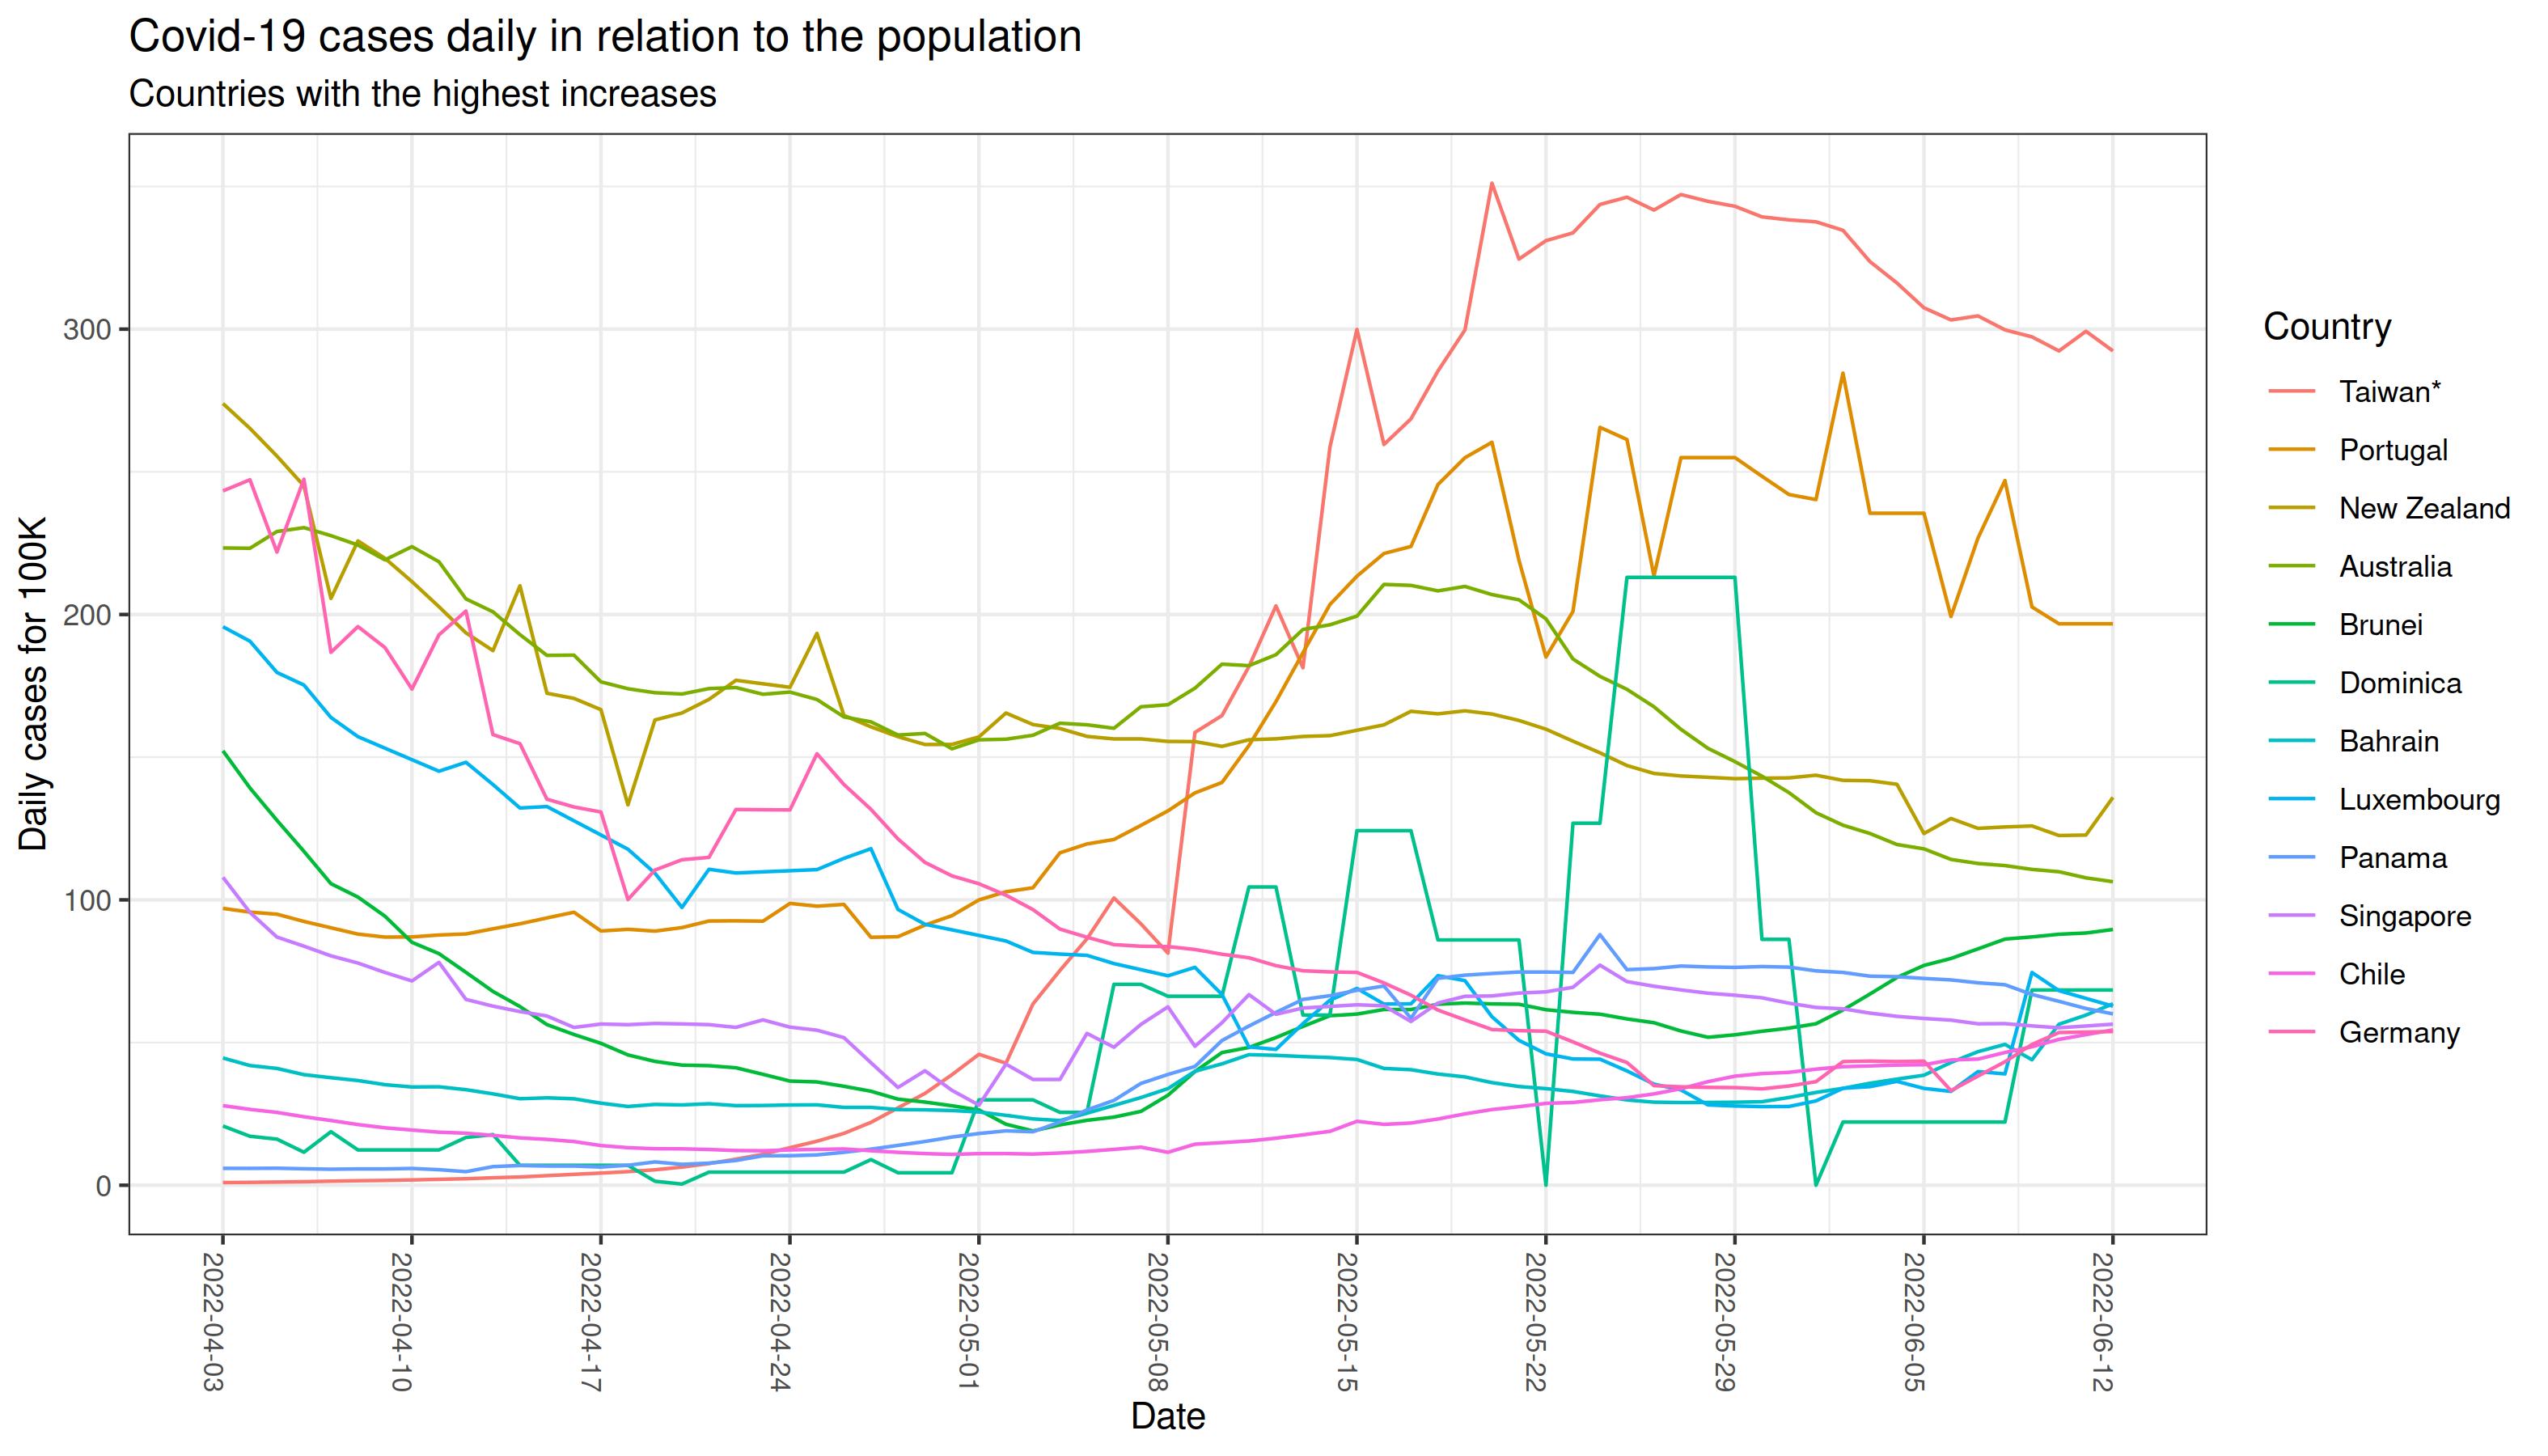 Covid-19 cases daily in relation to the population
Countries with the highest increases
Daily cases for 100K
300
200
100
0
2022-04-03
2022-04-10
2022-04-17
2022-04-24
2022-05-01
2022-05-08
2022-05-15
2022-05-22
2022-05-29
2022-06-05
2022-06-12
Date
Country
Taiwan*
Portugal
New Zealand
Australia
Brunei
Dominica
Bahrain
Luxembourg
Panama
Singapore
Chile
Germany